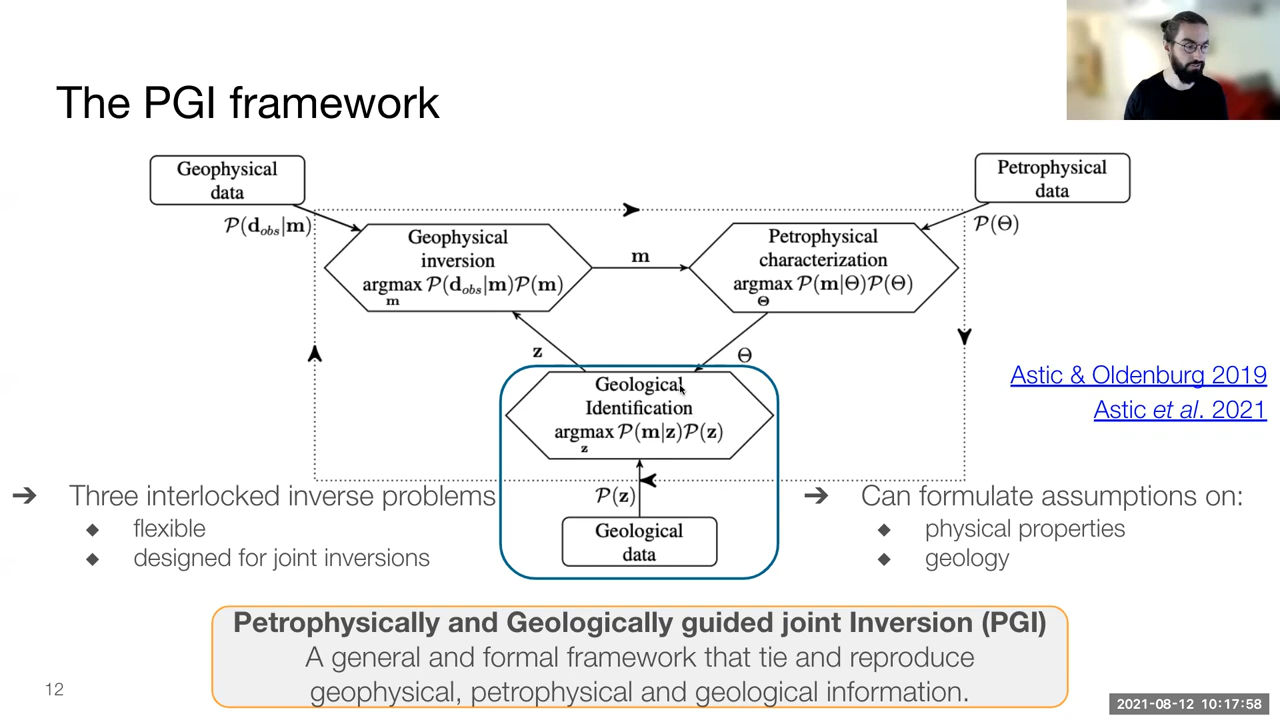 The PGI framework
Geophysical
data
Petrophysical
data
𝒫(d_obs|m)
𝒫(Θ)
Geophysical
inversion
argmax 𝒫(d_obs|m)𝒫(m)
m
m
Petrophysical
characterization
argmax 𝒫(m|Θ)𝒫(Θ)
Θ
z
Θ
Geological
Identification
argmax 𝒫(m|z)𝒫(z)
z
𝒫(z)
Geological
data
Astic & Oldenburg 2019
Astic et al. 2021
➔ Three interlocked inverse problems
◆ flexible
◆ designed for joint inversions
➔ Can formulate assumptions on:
◆ physical properties
◆ geology
Petrophysically and Geologically guided joint Inversion (PGI)
A general and formal framework that tie and reproduce
geophysical, petrophysical and geological information.
12
2021-08-12 10:17:58